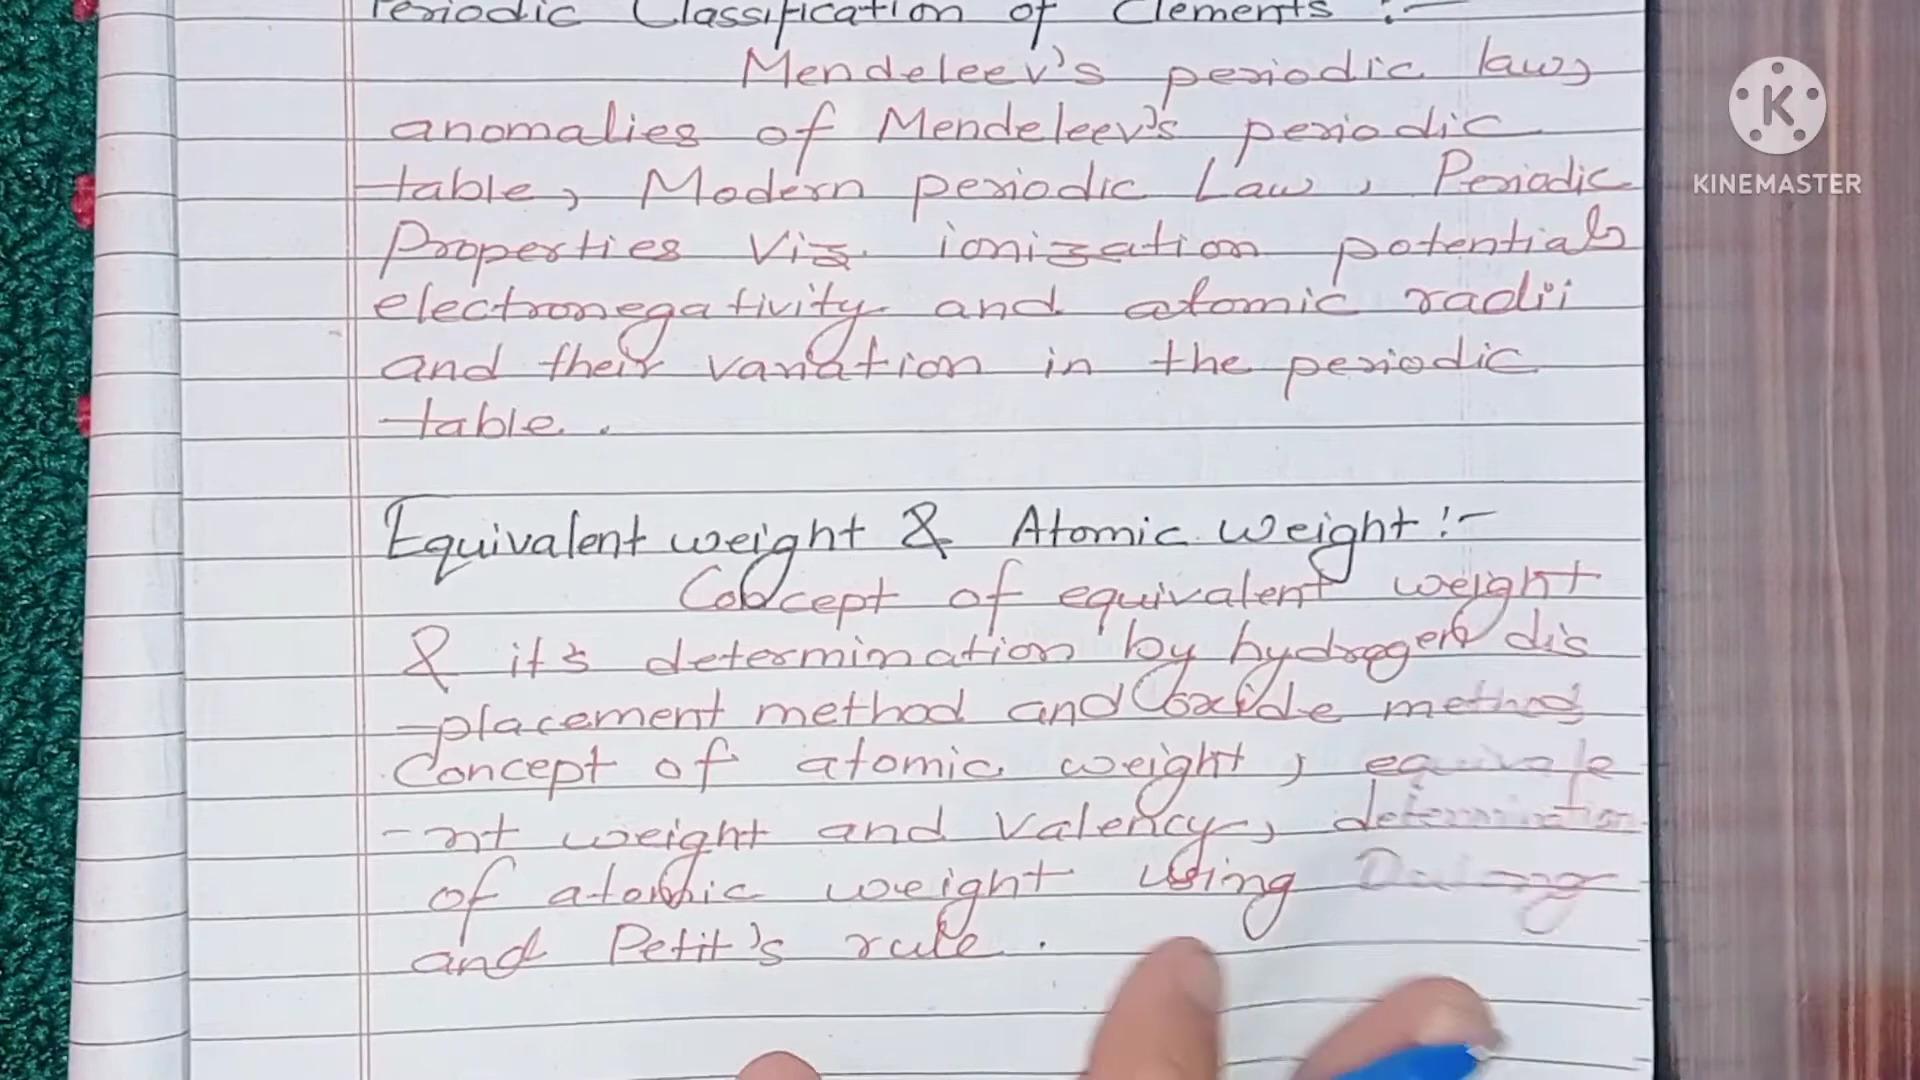 Periodic Classification of Elements :-
Mendeleev's periodic law,
anomalies of Mendeleev's periodic
table, Modern periodic Law, Periodic
Properties viz. ionization potentials
electronegativity and atomic radii
and their variation in the periodic
table.
Equivalent weight & Atomic weight :-
Concept of equivalent weight
& it's determination by hydrogen dis
-placement method and oxide method
Concept of atomic weight, equivale
-nt weight and valency, determination
of atomic weight using
and Petit's rule.
K
KINEMASTER